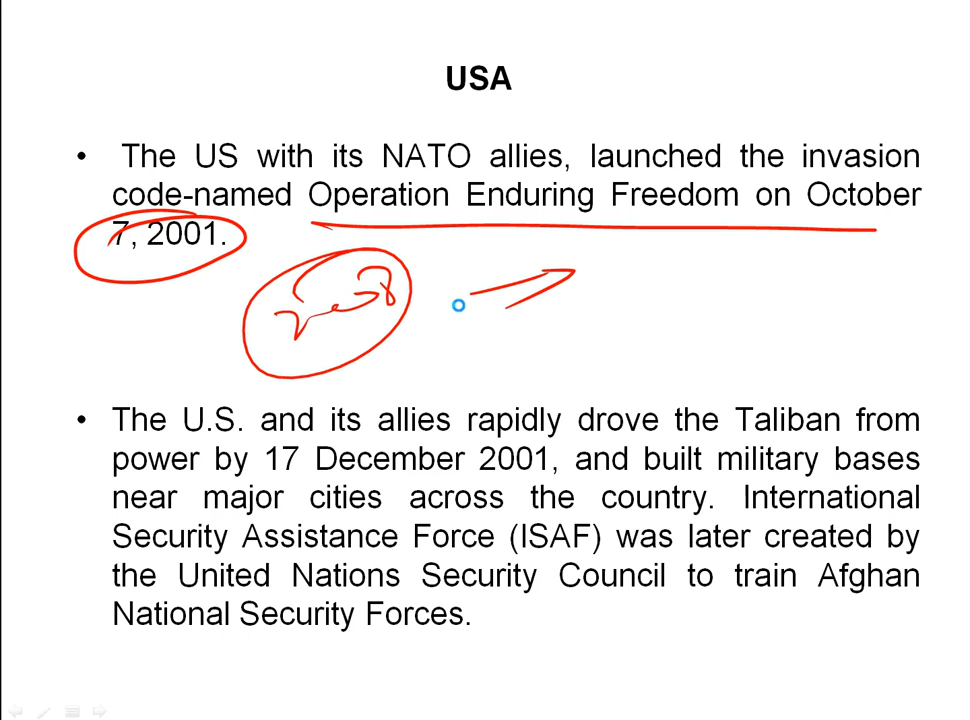 USA
• The US with its NATO allies, launched the invasion
code-named Operation Enduring Freedom on October
7, 2001.
• The U.S. and its allies rapidly drove the Taliban from
power by 17 December 2001, and built military bases
near major cities across the country. International
Security Assistance Force (ISAF) was later created by
the United Nations Security Council to train Afghan
National Security Forces.